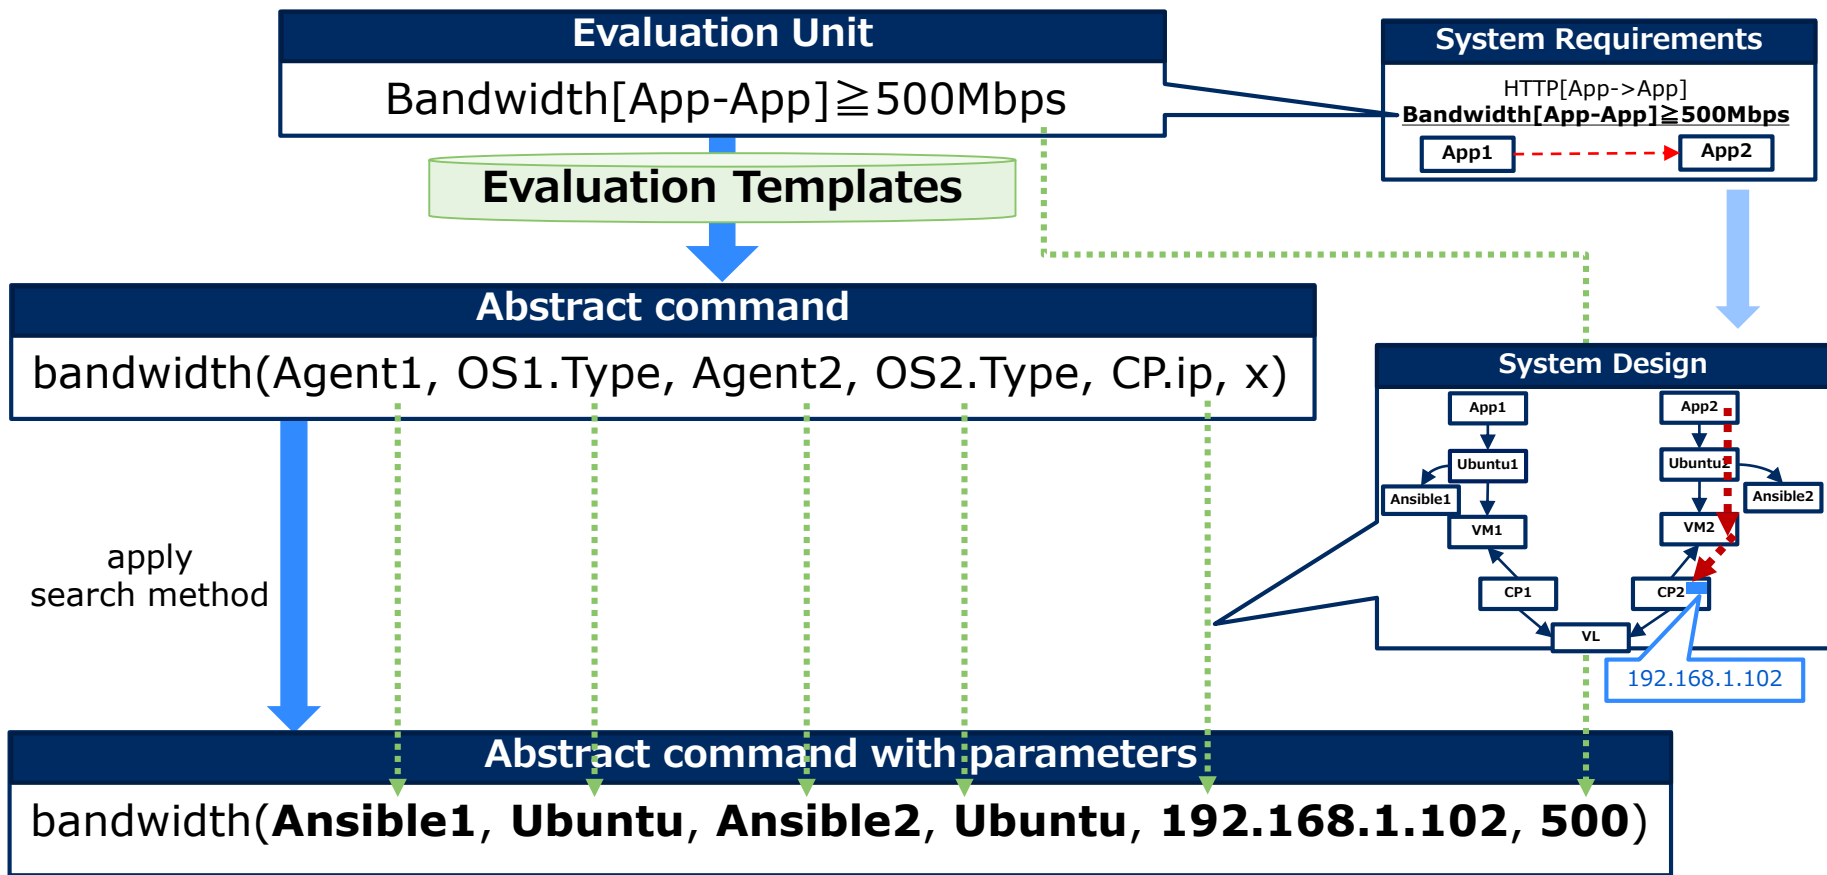 Evaluation Unit
Bandwidth[App-App]≧500Mbps
System Requirements
HTTP[App->App]
Bandwidth[App-App]≧500Mbps
App1
App2
Evaluation Templates
Abstract command
bandwidth(Agent1, OS1.Type, Agent2, OS2.Type, CP.ip, x)
System Design
App1
App2
Ubuntu1
Ubuntu2
Ansible1
Ansible2
VM1
VM2
CP1
CP2
VL
192.168.1.102
apply
search method
Abstract command with parameters
bandwidth(Ansible1, Ubuntu, Ansible2, Ubuntu, 192.168.1.102, 500)